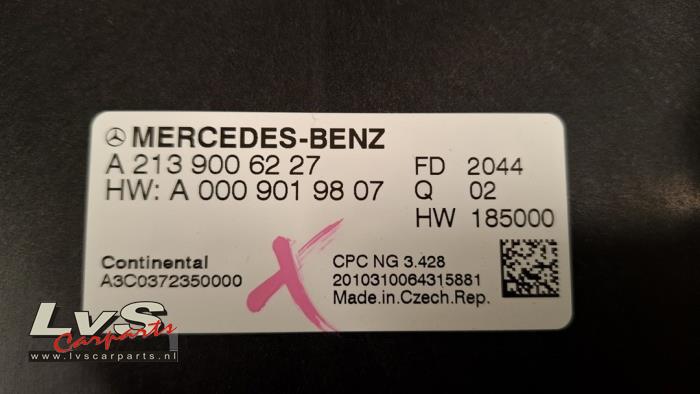 MERCEDES-BENZ
A 213 900 62 27 FD 2044
HW: A 000 901 98 07 Q 02
HW 185000
Continental CPC NG 3.428
A3C0372350000 2010310064315881
Made.in.Czech.Rep.
LvS
Carparts
www.lvscarparts.nl